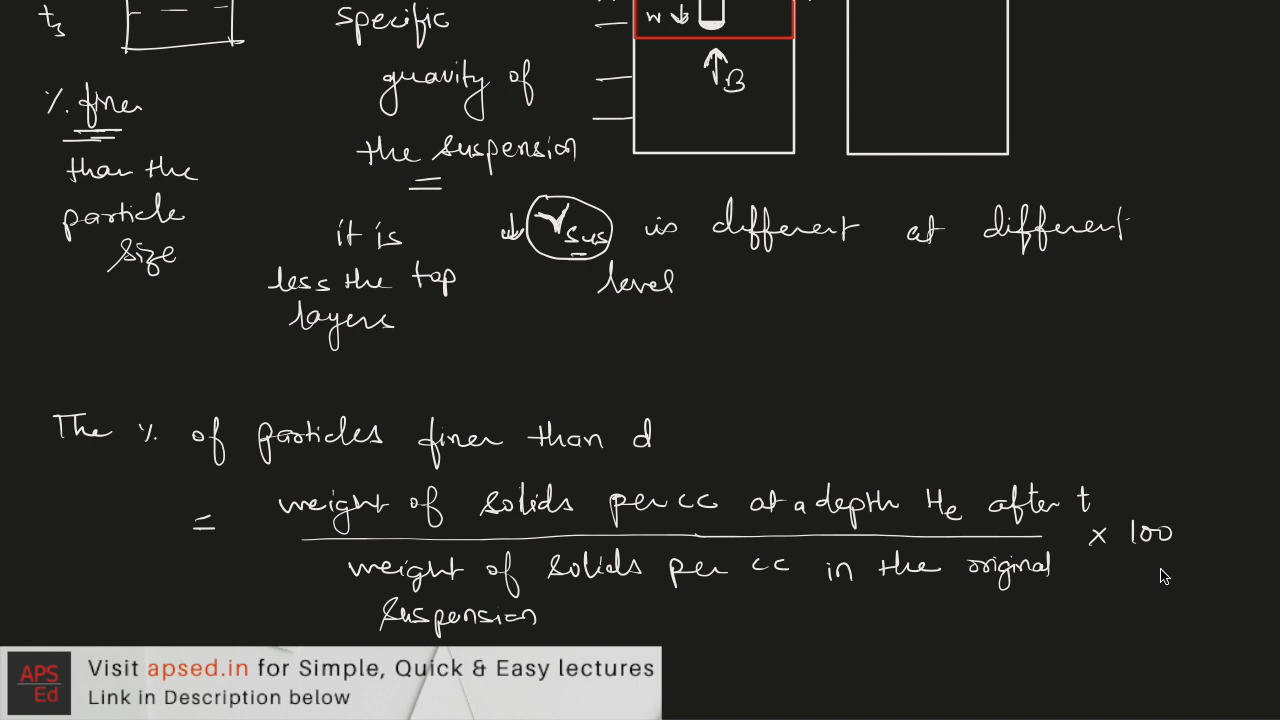 t₃
specific
w
gravity of
B
% finer
the suspension
than the
particle
size
it is
less the top
layers
γsus is different at different
level
The % of particles finer than d
= weight of solids per cc at a depth He after t
× 100
weight of solids per cc in the original
suspension
APS
Ed
Visit apsed.in for Simple, Quick & Easy lectures
Link in Description below